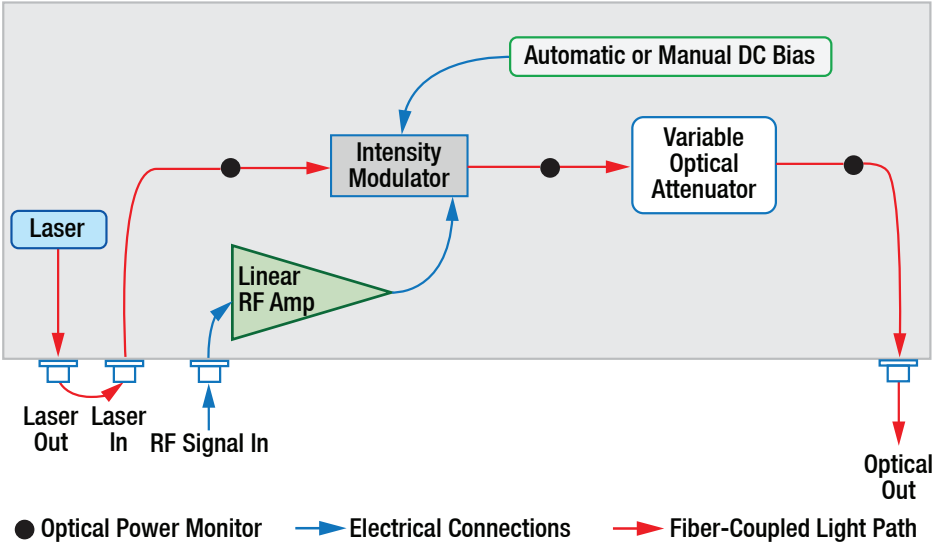 Automatic or Manual DC Bias
Intensity
Modulator
Variable
Optical
Attenuator
Laser
Linear
RF Amp
Laser
Out
Laser
In
RF Signal In
Optical
Out
Optical Power Monitor
Electrical Connections
Fiber-Coupled Light Path